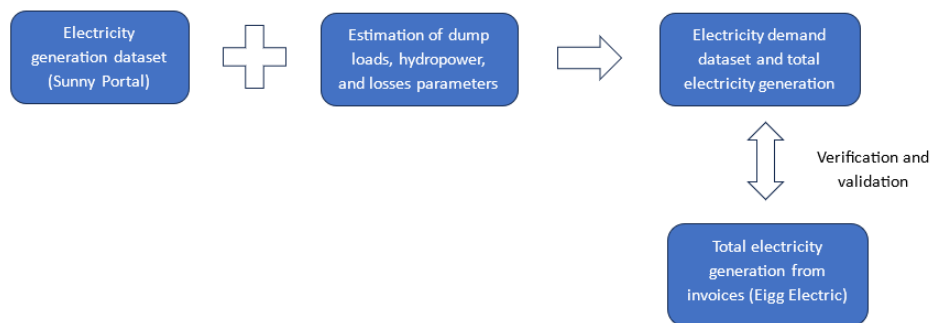 Electricity
generation dataset
(Sunny Portal)
Estimation of dump
loads, hydropower,
and losses parameters
Electricity demand
dataset and total
electricity generation
Verification and
validation
Total electricity
generation from
invoices (Eigg Electric)